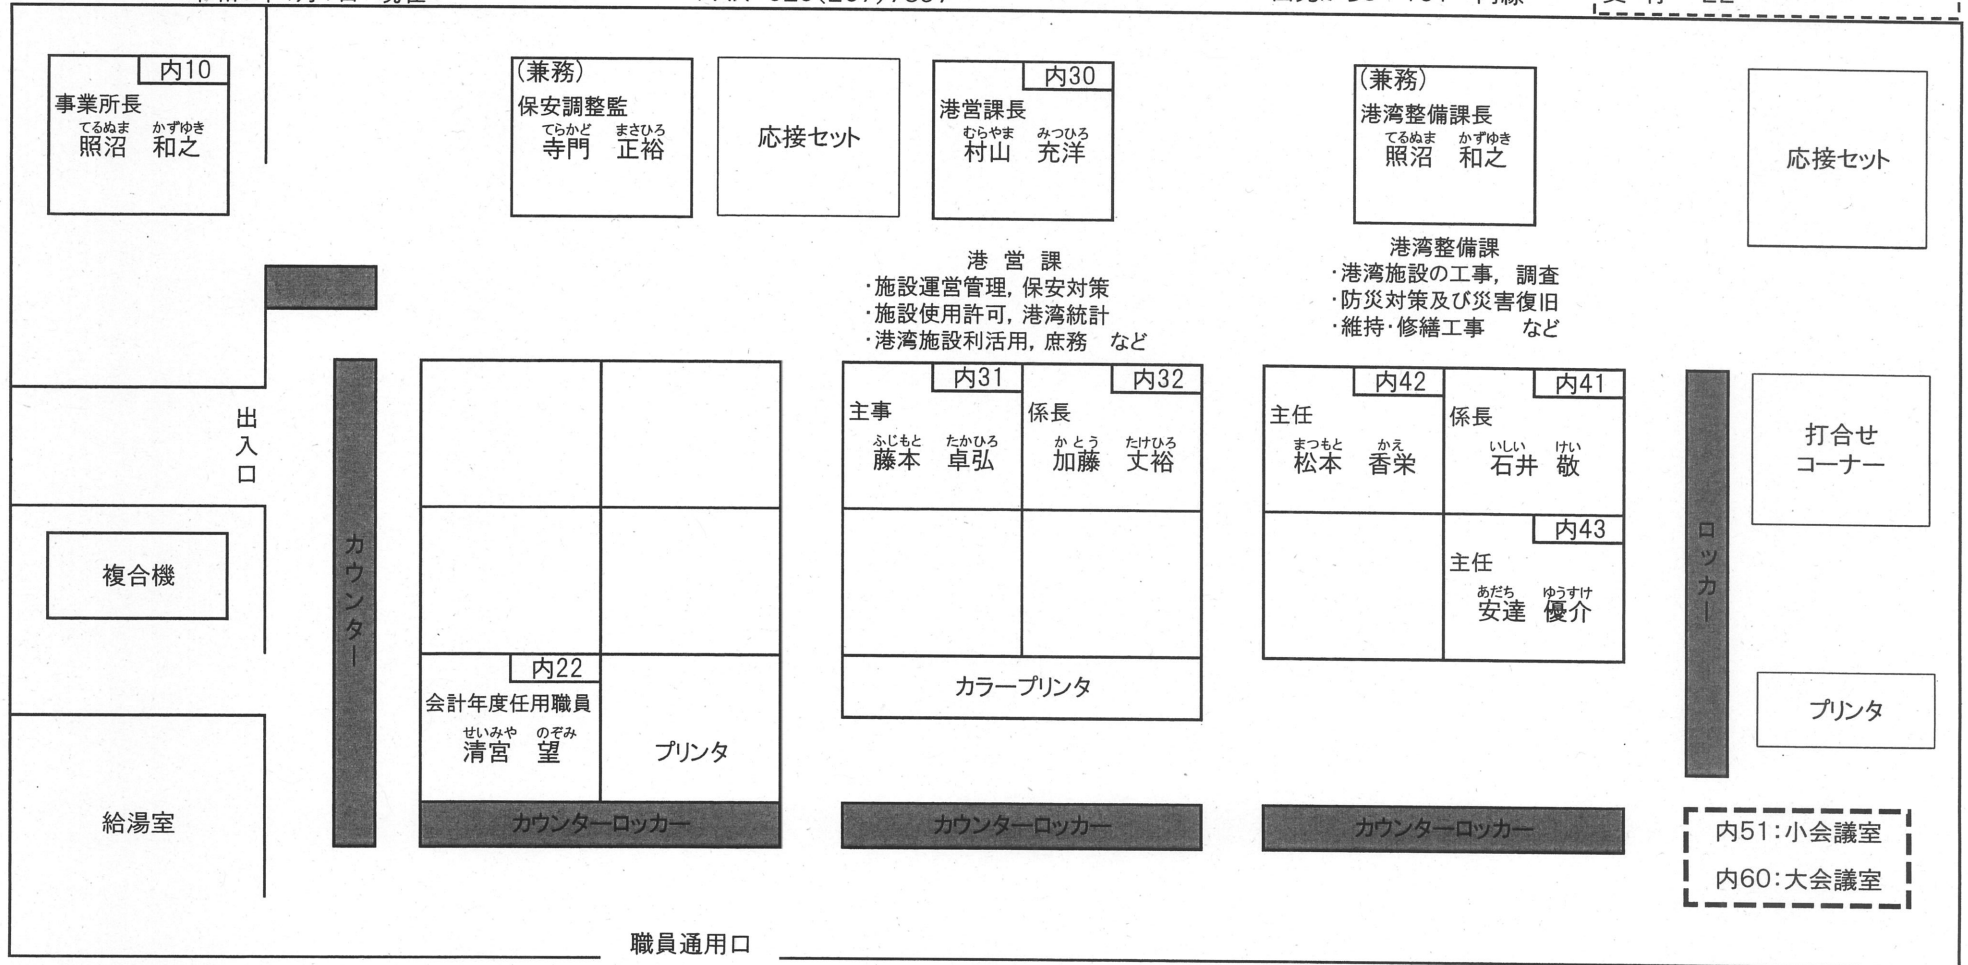 内10
事業所長
てるぬま　かずゆき
照沼　和之
(兼務)
保安調整監
てらかど　まさひろ
寺門　正裕
応接セット
内30
港営課長
むらやま　みつひろ
村山　充洋
(兼務)
港湾整備課長
てるぬま　かずゆき
照沼　和之
応接セット
港 営 課
・施設運営管理，保安対策
・施設使用許可，港湾統計
・港湾施設利活用，庶務　など
港湾整備課
・港湾施設の工事，調査
・防災対策及び災害復旧
・維持・修繕工事　など
出入口
複合機
給湯室
カウンター
内22
会計年度任用職員
せいみや　のぞみ
清宮　望
プリンタ
カウンターロッカー
内31
主事
ふじもと　たかひろ
藤本　卓弘
内32
係長
かとう　たけひろ
加藤　丈裕
カラープリンタ
カウンターロッカー
内42
主任
まつもと　かえ
松本　香栄
内41
係長
いしい　けい
石井　敬
内43
主任
あだち　ゆうすけ
安達　優介
カウンターロッカー
ロッカー
打合せ
コーナー
プリンタ
内51：小会議室
内60：大会議室
職員通用口